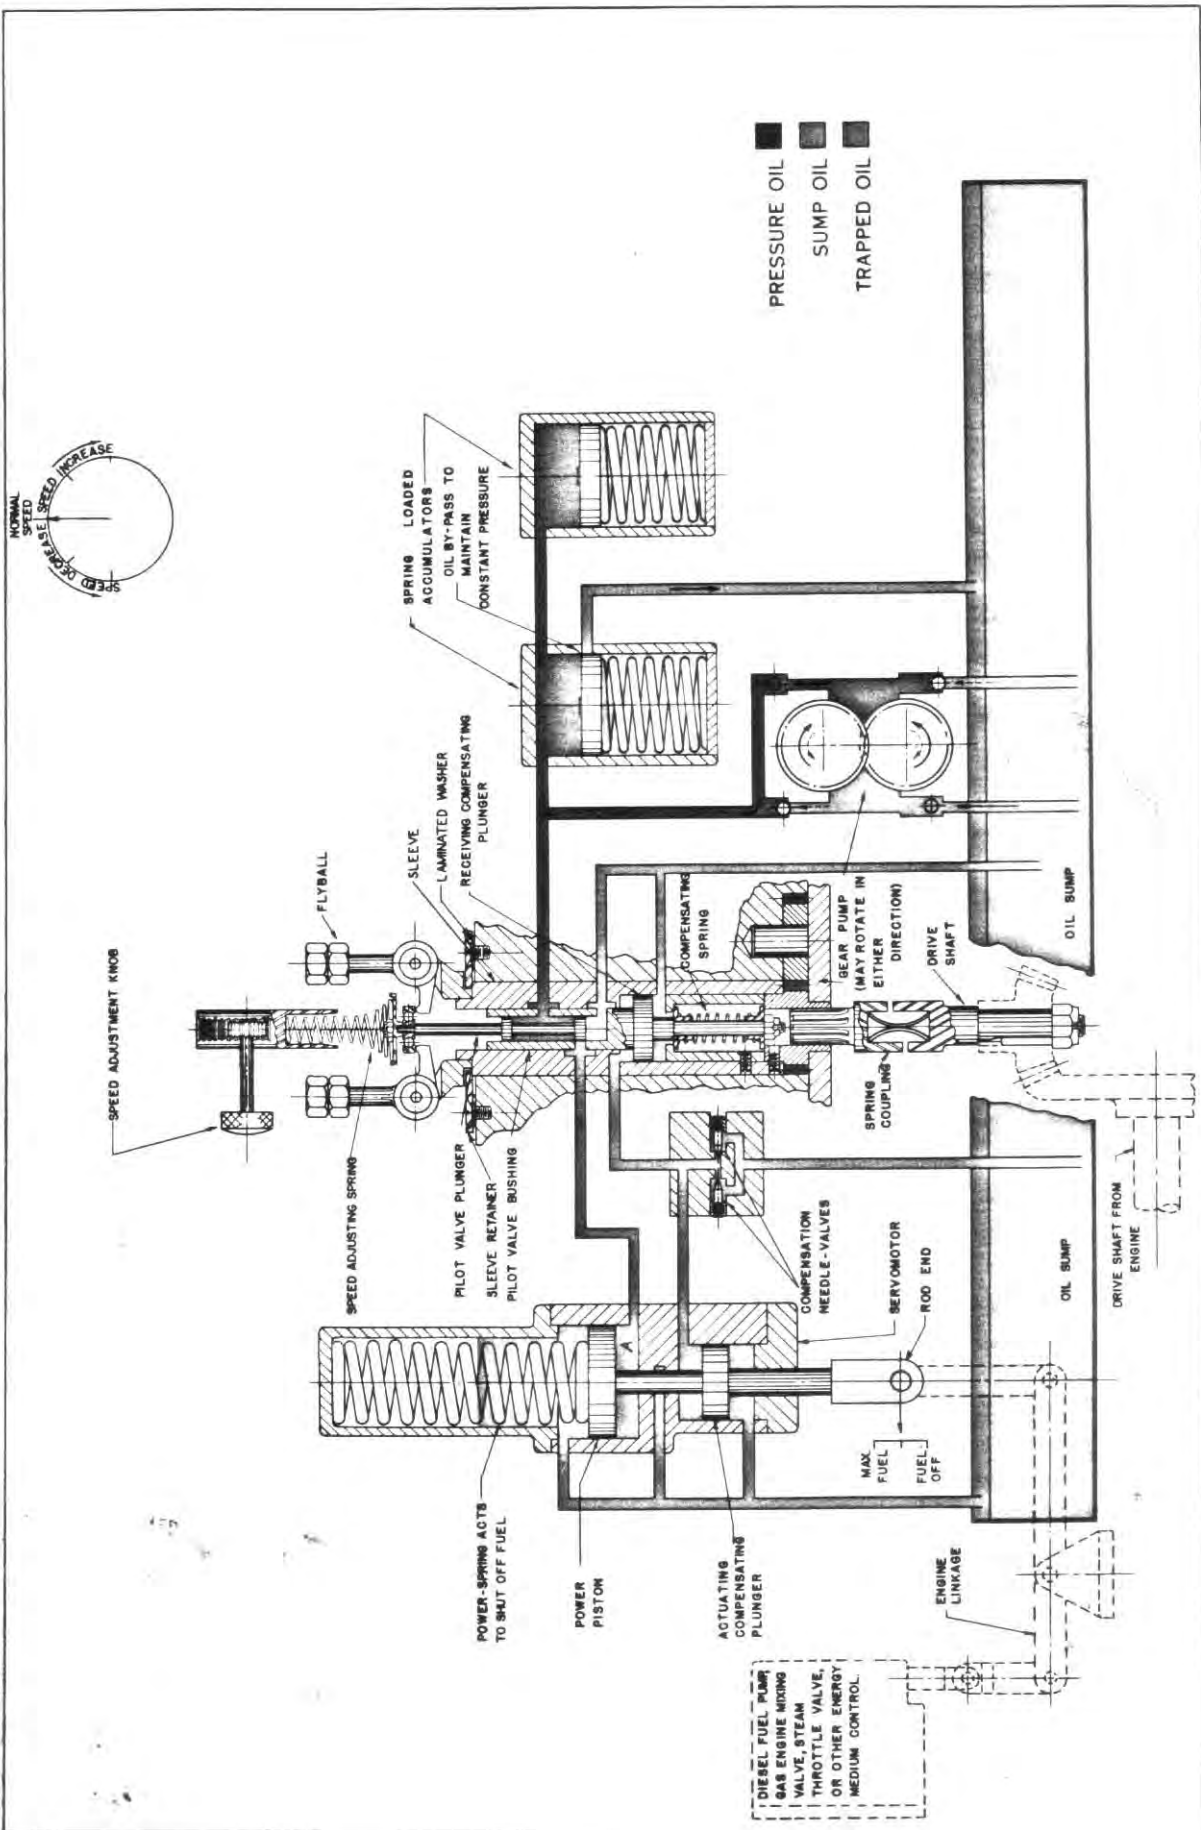 NORMAL
SPEED
SPEED DECREASE
SPEED INCREASE
SPEED ADJUSTMENT KNOB
FLYBALL
SPEED ADJUSTING SPRING
PILOT VALVE PLUNGER
SLEEVE RETAINER
PILOT VALVE BUSHING
SLEEVE
LAMINATED WASHER
RECEIVING COMPENSATING
PLUNGER
SPRING LOADED
ACCUMULATORS
OIL BY-PASS TO
MAINTAIN
CONSTANT PRESSURE
PRESSURE OIL
SUMP OIL
TRAPPED OIL
POWER-SPRING ACTS
TO SHUT OFF FUEL
POWER
PISTON
A
ACTUATING
COMPENSATING
PLUNGER
COMPENSATION
NEEDLE-VALVES
SERVOMOTOR
ROD END
MAX.
FUEL
FUEL
OFF
COMPENSATING
SPRING
GEAR PUMP
(MAY ROTATE IN
EITHER
DIRECTION)
DRIVE
SHAFT
SPRING
COUPLING
OIL SUMP
OIL SUMP
DRIVE SHAFT FROM
ENGINE
ENGINE
LINKAGE
DIESEL FUEL PUMP,
GAS ENGINE MIXING
VALVE, STEAM
THROTTLE VALVE,
OR OTHER ENERGY
MEDIUM CONTROL.